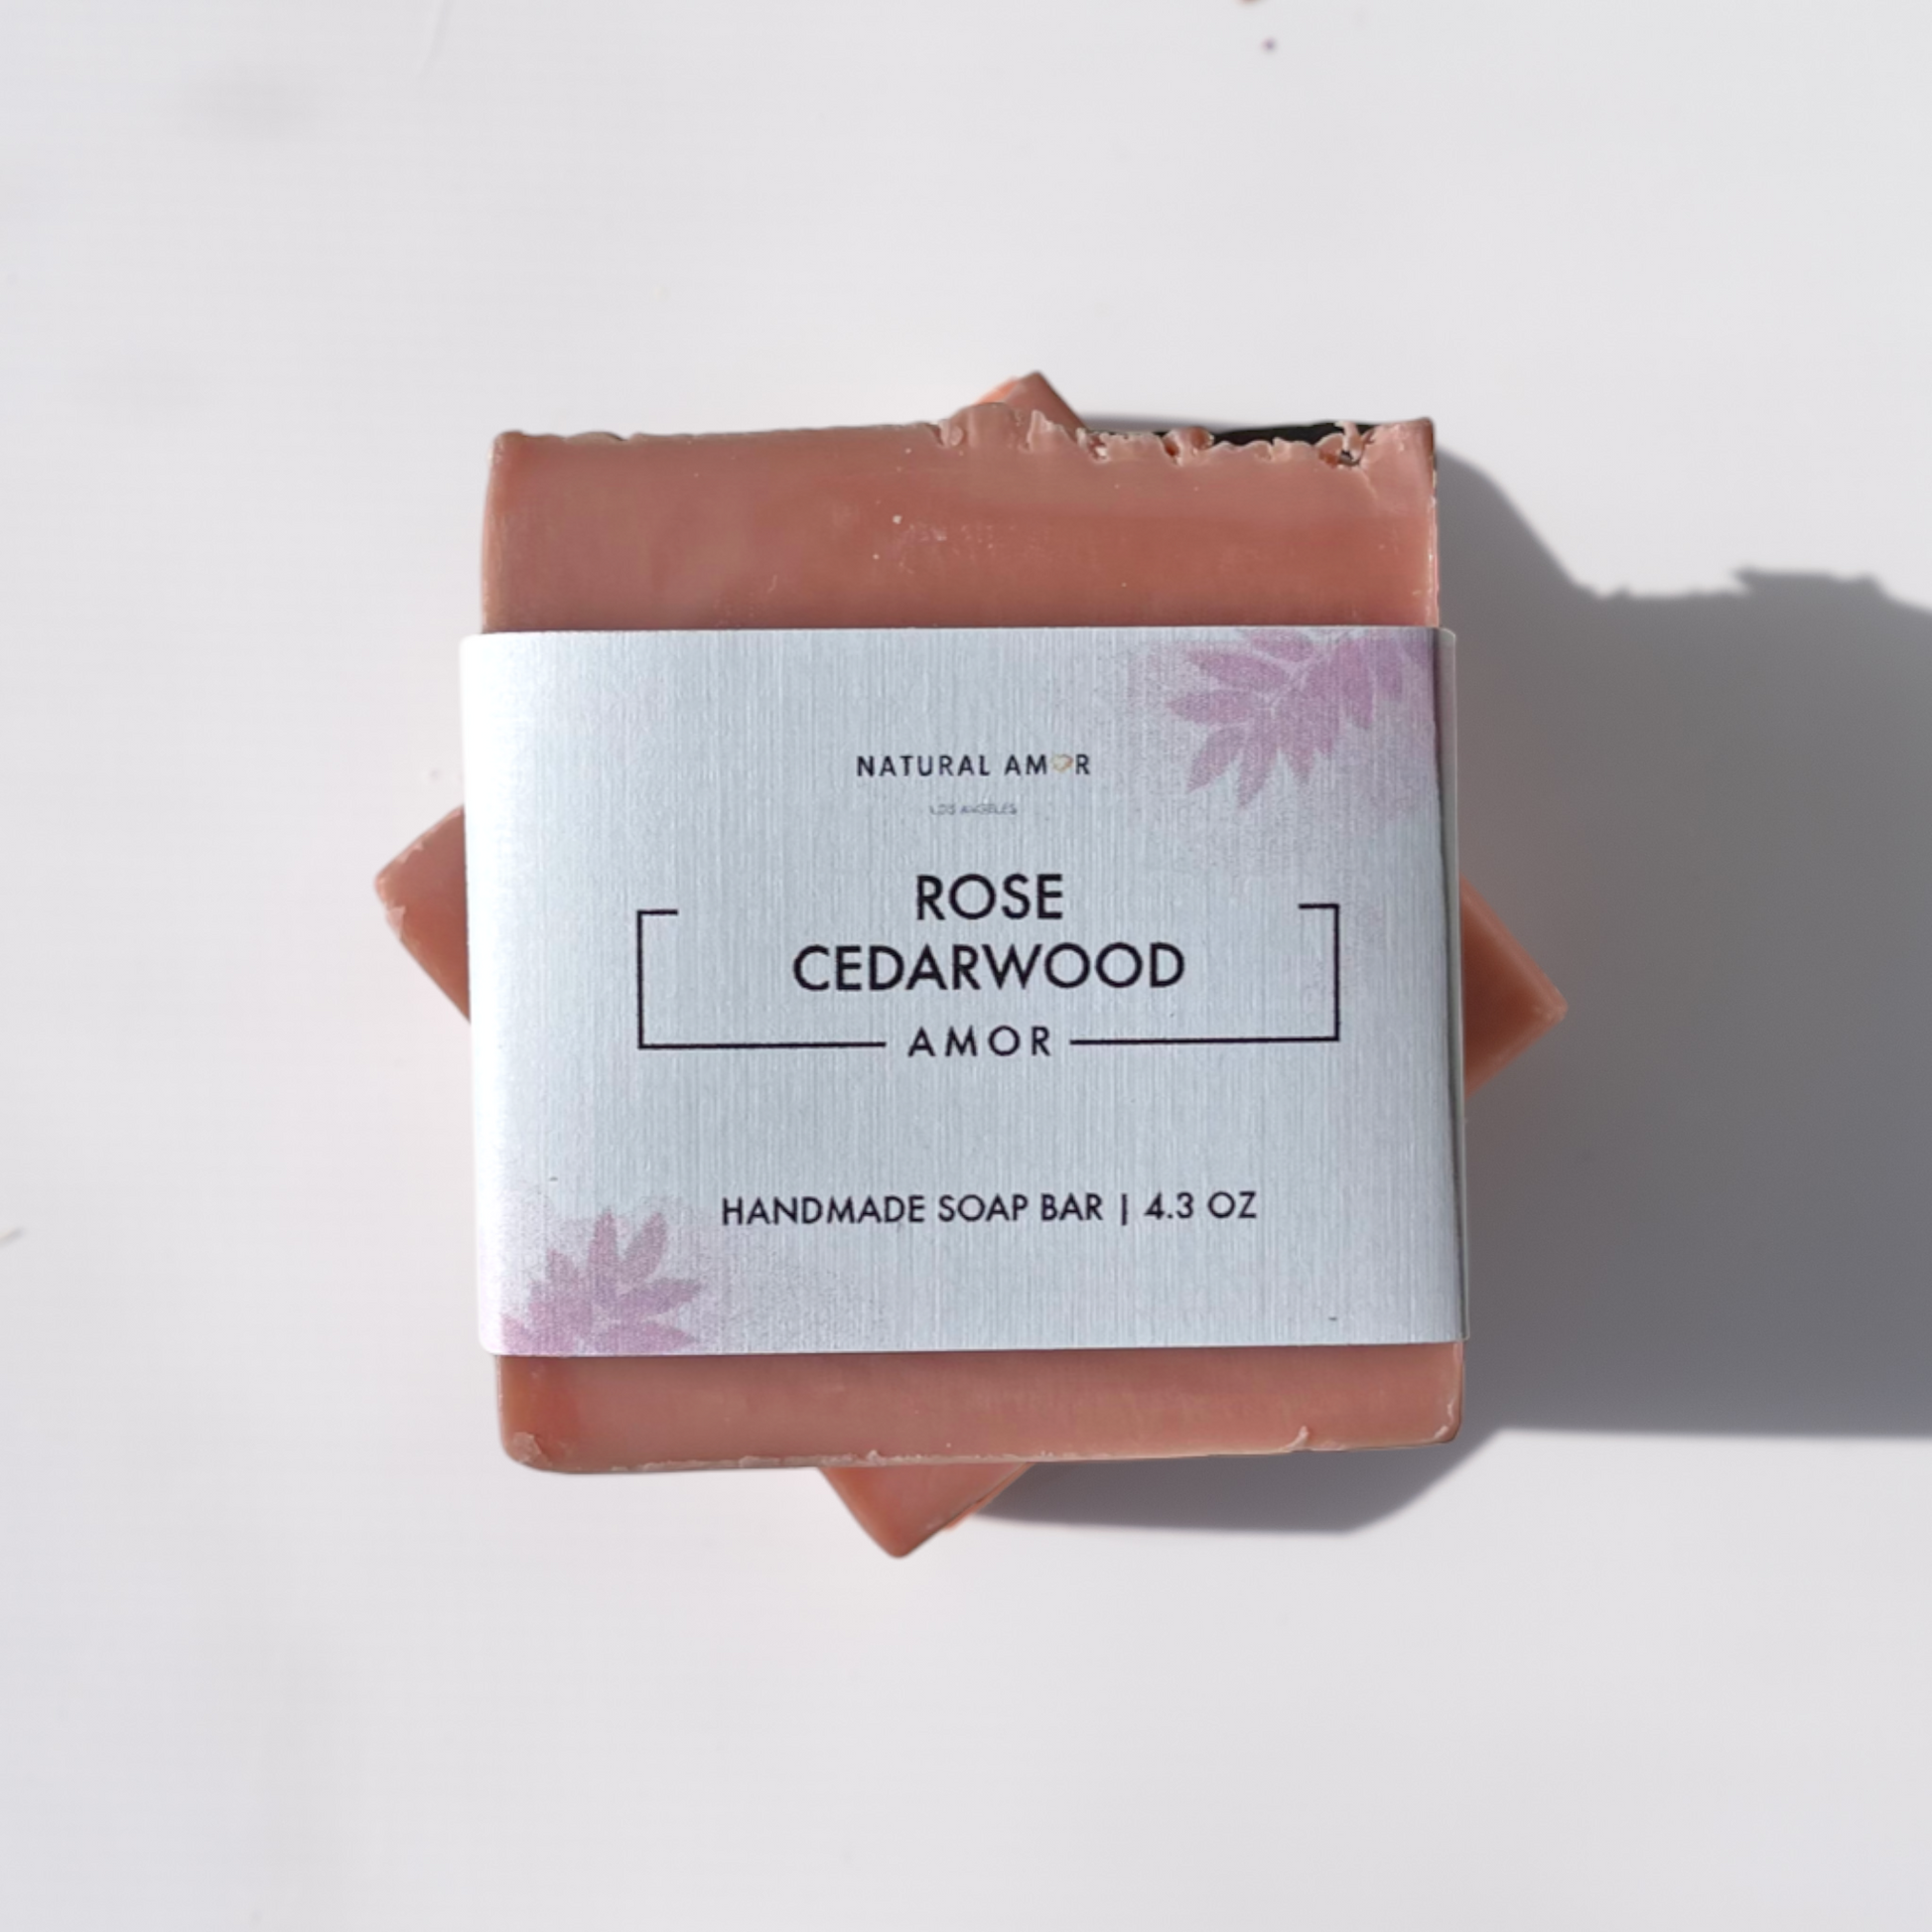 NATURAL AMOR
LOS ANGELES
ROSE
CEDARWOOD
AMOR
HANDMADE SOAP BAR | 4.3 OZ